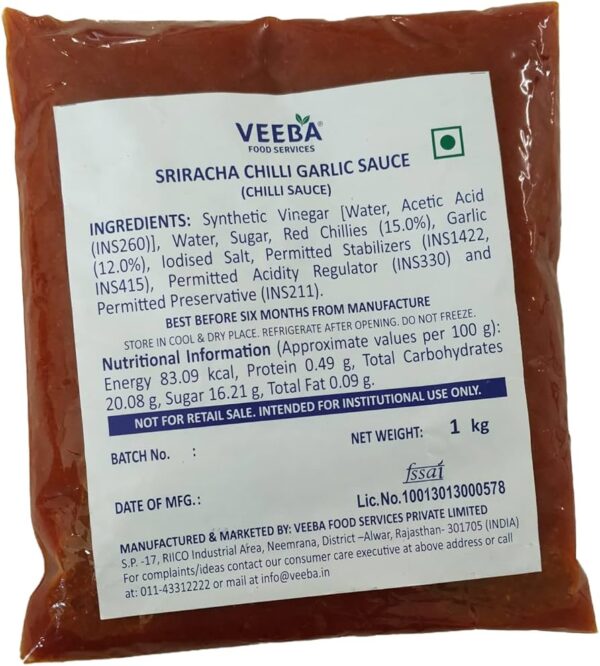 VEEBA®
FOOD SERVICES
SRIRACHA CHILLI GARLIC SAUCE
(CHILLI SAUCE)
INGREDIENTS: Synthetic Vinegar [Water, Acetic Acid
(INS260)], Water, Sugar, Red Chillies (15.0%), Garlic
(12.0%), Iodised Salt, Permitted Stabilizers (INS1422,
INS415), Permitted Acidity Regulator (INS330) and
Permitted Preservative (INS211).
BEST BEFORE SIX MONTHS FROM MANUFACTURE
STORE IN COOL & DRY PLACE. REFRIGERATE AFTER OPENING. DO NOT FREEZE.
Nutritional Information (Approximate values per 100 g):
Energy 83.09 kcal, Protein 0.49 g, Total Carbohydrates
20.08 g, Sugar 16.21 g, Total Fat 0.09 g.
NOT FOR RETAIL SALE. INTENDED FOR INSTITUTIONAL USE ONLY.
BATCH No. :
NET WEIGHT: 1 kg
fssai
DATE OF MFG.:
Lic.No.10013013000578
MANUFACTURED & MARKETED BY: VEEBA FOOD SERVICES PRIVATE LIMITED
S.P. -17, RIICO Industrial Area, Neemrana, District –Alwar, Rajasthan- 301705 (INDIA)
For complaints/ideas contact our consumer care executive at above address or call
at: 011-43312222 or mail at info@veeba.in